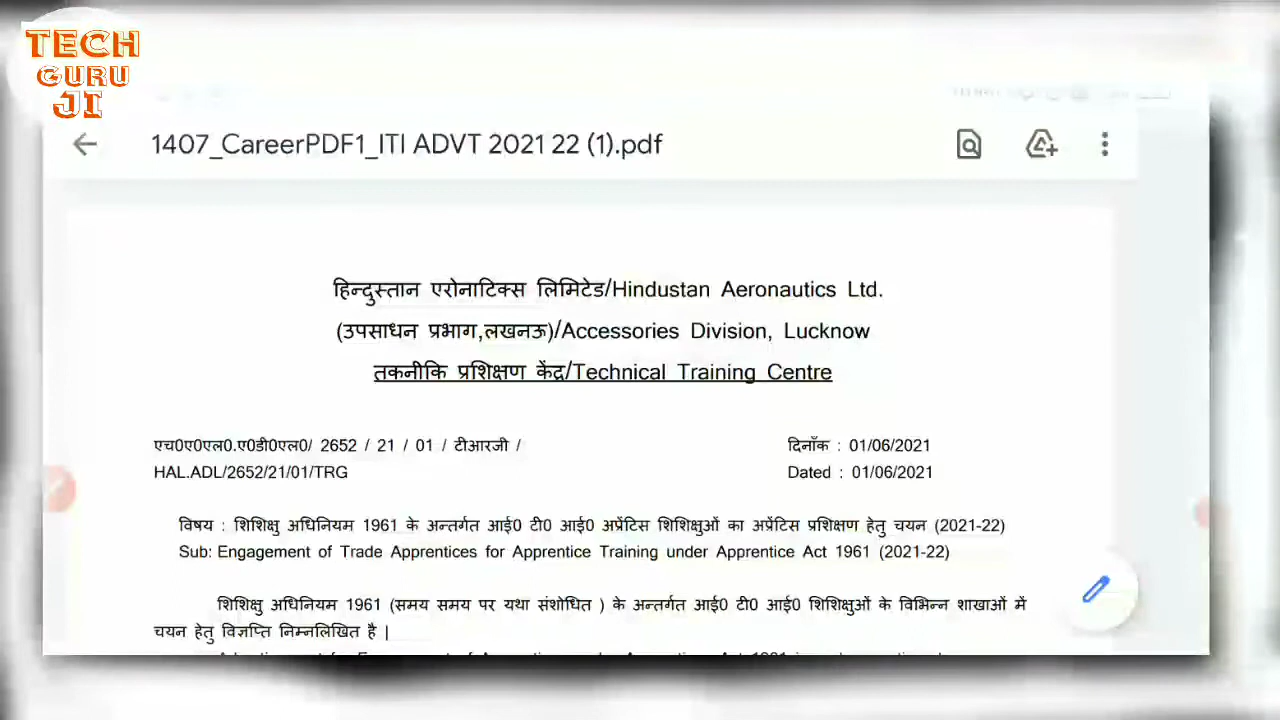 TECH
GURU
JI
1407_CareerPDF1_ITI ADVT 2021 22 (1).pdf
हिन्दुस्तान एरोनाटिक्स लिमिटेड/Hindustan Aeronautics Ltd.
(उपसाधन प्रभाग,लखनऊ)/Accessories Division, Lucknow
तकनीकि प्रशिक्षण केंद्र/Technical Training Centre
एच0ए0एल0.ए0डी0एल0/ 2652 / 21 / 01 / टीआरजी /
दिनाँक : 01/06/2021
HAL.ADL/2652/21/01/TRG
Dated : 01/06/2021
विषय : शिशिक्षु अधिनियम 1961 के अन्तर्गत आई0 टी0 आई0 अप्रेंटिस शिशिक्षुओं का अप्रेंटिस प्रशिक्षण हेतु चयन (2021-22)
Sub: Engagement of Trade Apprentices for Apprentice Training under Apprentice Act 1961 (2021-22)
शिशिक्षु अधिनियम 1961 (समय समय पर यथा संशोधित ) के अन्तर्गत आई0 टी0 आई0 शिशिक्षुओं के विभिन्न शाखाओं में
चयन हेतु विज्ञप्ति निम्नलिखित है |